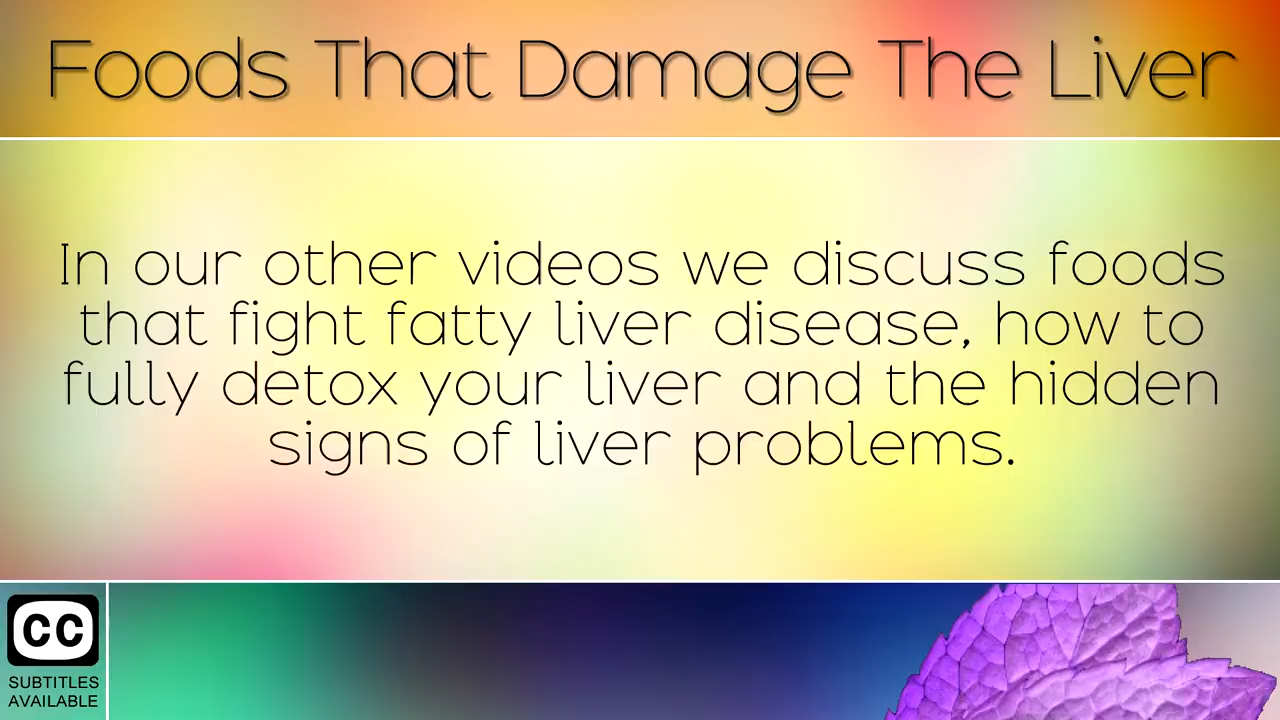 Foods That Damage The Liver
In our other videos we discuss foods
that fight fatty liver disease, how to
fully detox your liver and the hidden
signs of liver problems.
CC
SUBTITLES
AVAILABLE